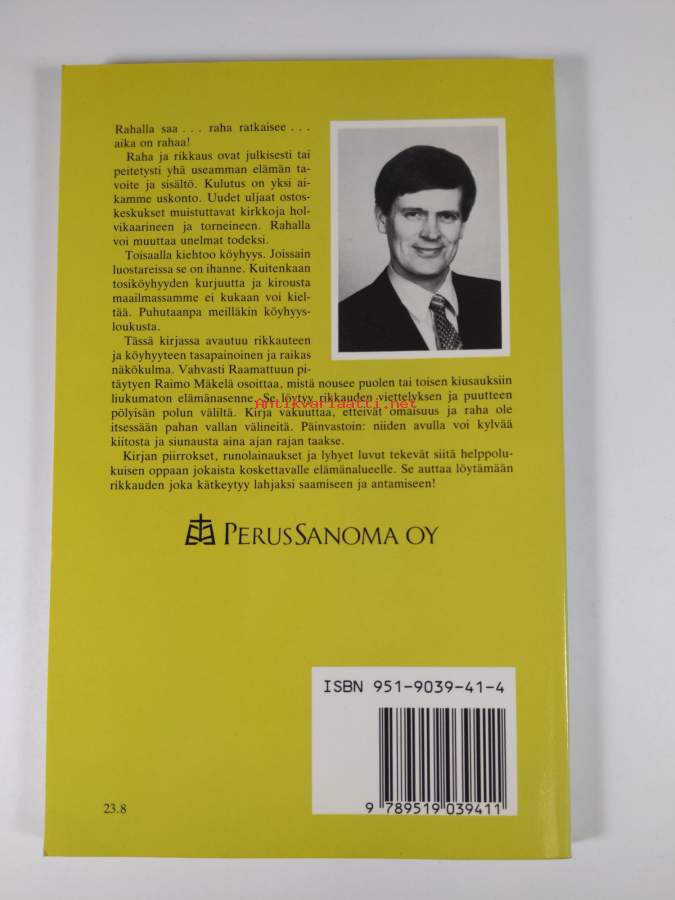 Rahalla saa . . . raha ratkaisee . . .
aika on rahaa!
Raha ja rikkaus ovat julkisesti tai
peitetysti yhä useamman elämän ta-
voite ja sisältö. Kulutus on yksi ai-
kamme uskonto. Uudet uljaat ostos-
keskukset muistuttavat kirkkoja hol-
vikaarineen ja torneineen. Rahalla
voi muuttaa unelmat todeksi.
Toisaalla kiehtoo köyhyys. Joissain
luostareissa se on ihanne. Kuitenkaan
tosiköyhyyden kurjuutta ja kirousta
maailmassamme ei kukaan voi kiel-
tää. Puhutaanpa meilläkin köyhyys-
loukusta.
Tässä kirjassa avautuu rikkauteen
ja köyhyyteen tasapainoinen ja raikas
näkökulma. Vahvasti Raamattuun pi-
täytyen Raimo Mäkelä osoittaa, mistä nousee puolen tai toisen kiusauksiin
liukumaton elämänasenne. Se löytyy rikkauden viettelyksen ja puutteen
pölyisän polun väliltä. Kirja vakuuttaa, etteivät omaisuus ja raha ole
itsessään pahan vallan välineitä. Päinvastoin: niiden avulla voi kylvää
kiitosta ja siunausta aina ajan rajan taakse.
Kirjan piirrokset, runolainaukset ja lyhyet luvut tekevät siitä helppolu-
kuisen oppaan jokaista koskettavalle elämänalueelle. Se auttaa löytämään
rikkauden joka kätkeytyy lahjaksi saamiseen ja antamiseen!
Antikvariaatti.net
PERUSSANOMA OY
ISBN 951-9039-41-4
9 789519 039411
23.8